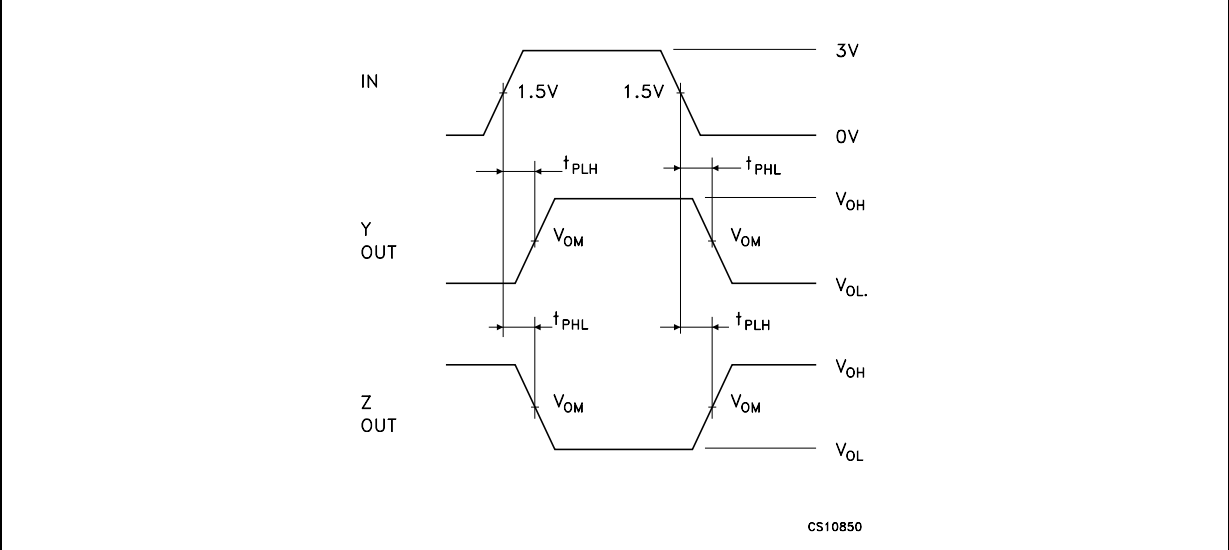 3V
IN
1.5V 1.5V
0V
tPLH tPHL
VOH
Y
OUT
VOM VOM
VOL.
tPHL tPLH
VOH
Z
OUT
VOM VOM
VOL
CS10850